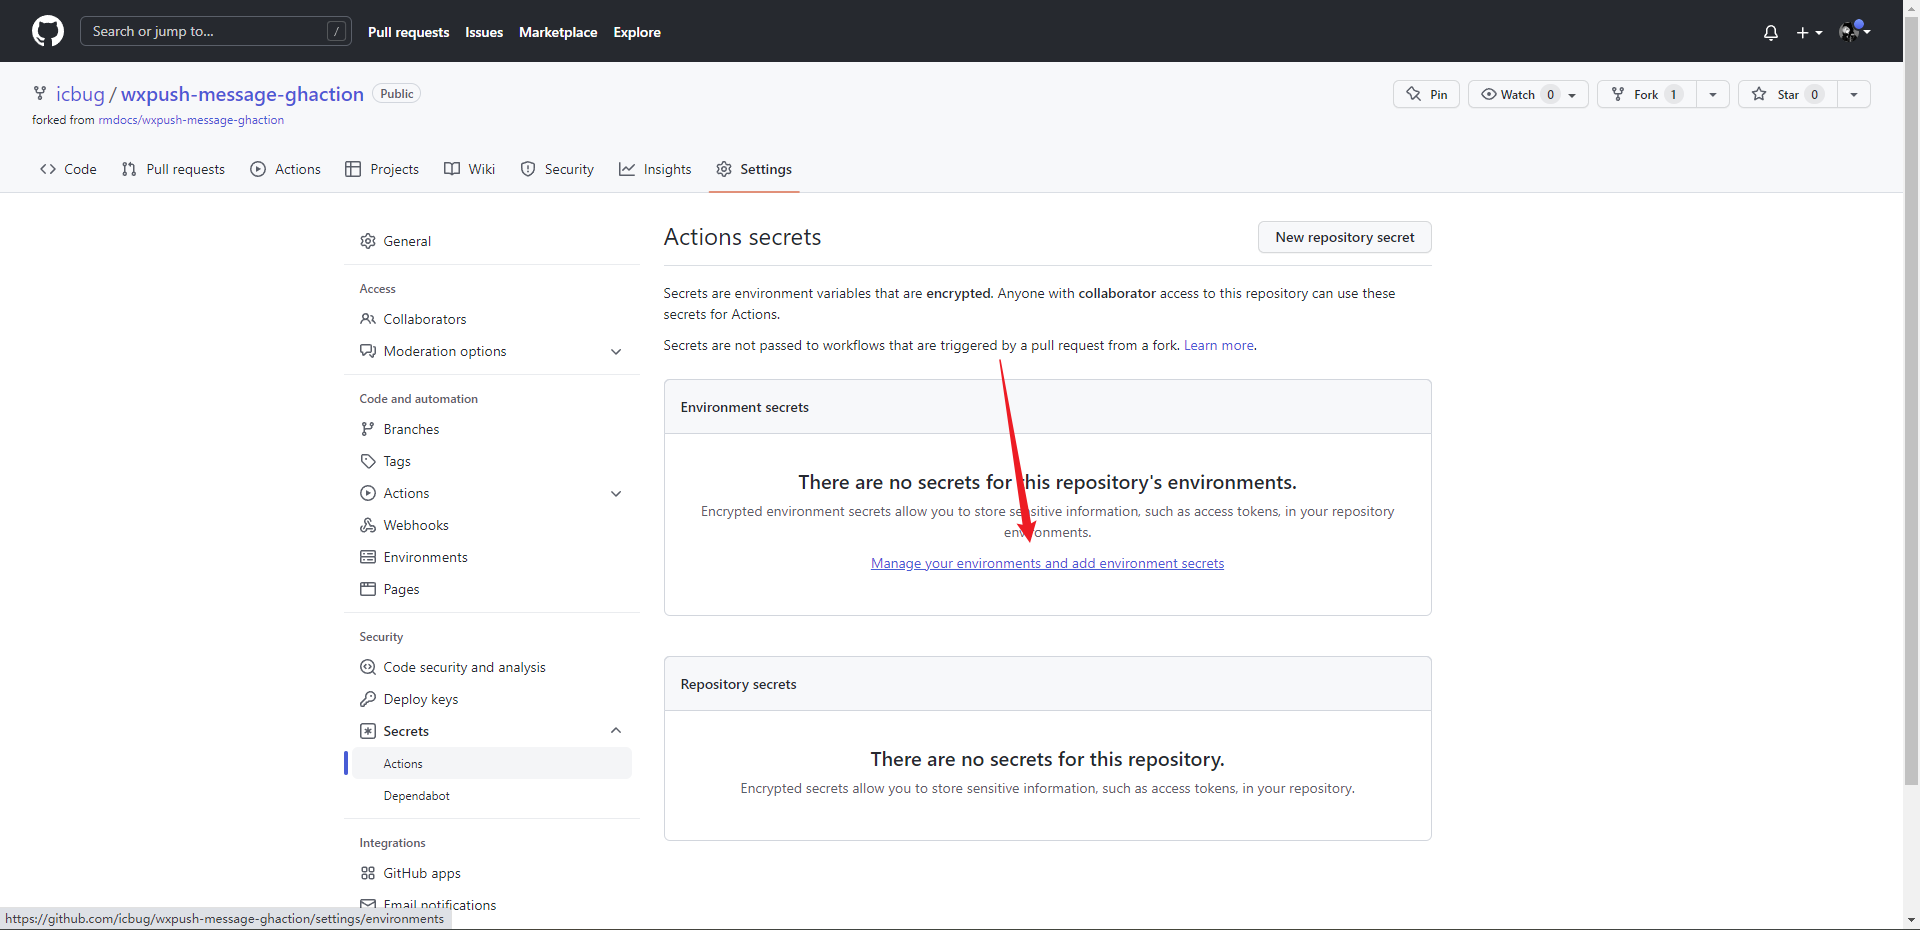 Search or jump to... /
Pull requests Issues Marketplace Explore
icbug / wxpush-message-ghaction Public
Pin Watch 0 Fork 1 Star 0
forked from rmdocs/wxpush-message-ghaction
Code Pull requests Actions Projects Wiki Security Insights Settings
General
Access
Collaborators
Moderation options
Code and automation
Branches
Tags
Actions
Webhooks
Environments
Pages
Security
Code security and analysis
Deploy keys
Secrets
Actions
Dependabot
Integrations
GitHub apps
Email notifications
Actions secrets
New repository secret
Secrets are environment variables that are encrypted. Anyone with collaborator access to this repository can use these
secrets for Actions.
Secrets are not passed to workflows that are triggered by a pull request from a fork. Learn more.
Environment secrets
There are no secrets for this repository's environments.
Encrypted environment secrets allow you to store sensitive information, such as access tokens, in your repository
environments.
Manage your environments and add environment secrets
Repository secrets
There are no secrets for this repository.
Encrypted secrets allow you to store sensitive information, such as access tokens, in your repository.
https://github.com/icbug/wxpush-message-ghaction/settings/environments